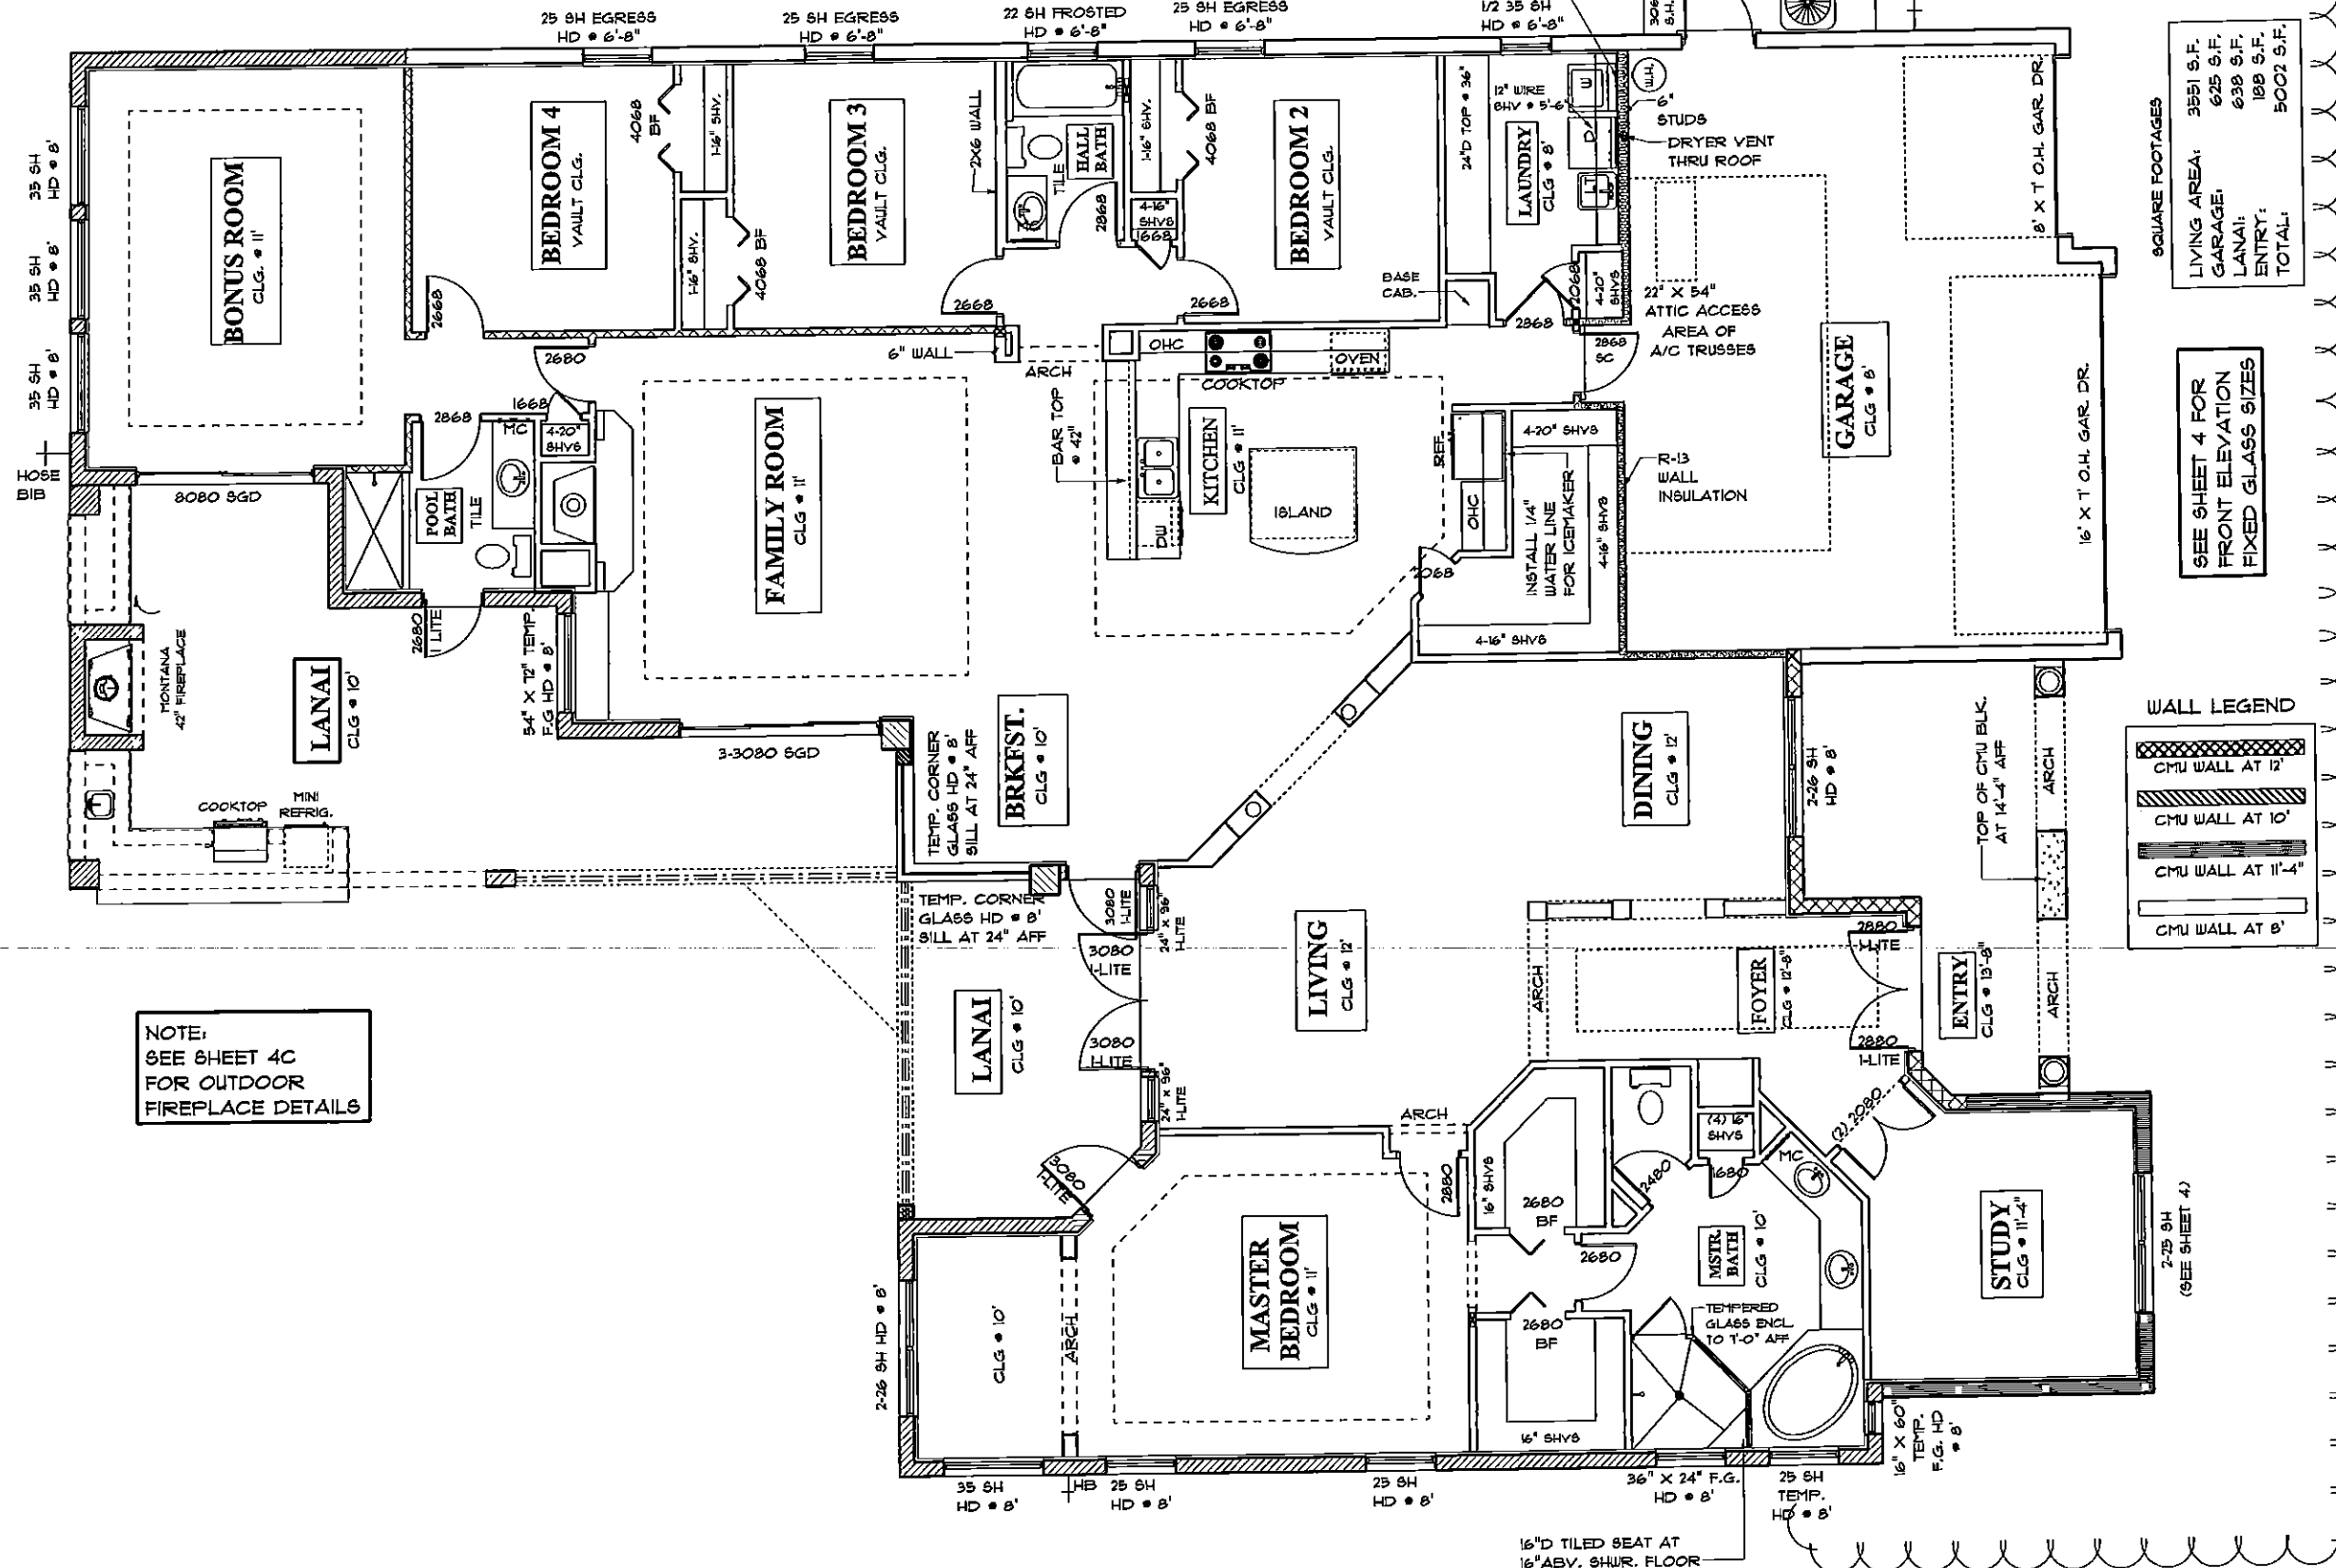 25 SH EGRESS
HD @ 6'-8"
25 SH EGRESS
HD @ 6'-8"
22 SH FROSTED
HD @ 6'-8"
25 SH EGRESS
HD @ 6'-8"
1/2 35 SH
HD @ 6'-8"
306
S.H.
35 SH
HD @ 8'
35 SH
HD @ 8'
35 SH
HD @ 8'
HOSE
BIB
BONUS ROOM
CLG. @ 11'
BEDROOM 4
VAULT CLG.
4068
BF
1-16" SHV.
1-16" SHV.
4068 BF
BEDROOM 3
VAULT CLG.
2X6 WALL
HALL
BATH
TILE
2868
1-16" SHV.
4068 BF
4-16"
SHVS
1668
BEDROOM 2
VAULT CLG.
24"D TOP @ 36"
12" WIRE
SHV @ 5'-6"
W
D
LT
LAUNDRY
CLG @ 8'
W.H.
6"
STUDS
DRYER VENT
THRU ROOF
2068
4-20"
SHVS
BASE
CAB.
2868
2868
SC
22" X 54"
ATTIC ACCESS
AREA OF
A/C TRUSSES
GARAGE
CLG @ 8'
8' X 7' O.H. GAR DR.
16' X 7' O.H. GAR DR.
R-13
WALL
INSULATION
SQUARE FOOTAGES
LIVING AREA: 3551 S.F.
GARAGE: 625 S.F.
LANAI: 638 S.F.
ENTRY: 188 S.F.
TOTAL: 5002 S.F.
SEE SHEET 4 FOR
FRONT ELEVATION
FIXED GLASS SIZES
2668
2668
2668
2680
6" WALL
ARCH
OHC
COOKTOP
OVEN
BAR TOP
@ 42"
KITCHEN
CLG @ 11'
ISLAND
DW
REF.
OHC
4-20" SHVS
INSTALL 1/4"
WATER LINE
FOR ICEMAKER
4-16" SHVS
2068
4-16" SHVS
1668
2868
MC
4-20"
SHVS
POOL
BATH
TILE
FAMILY ROOM
CLG @ 11'
8080 SGD
2680
1 LITE
54" X 72" TEMP.
F.G HD @ 8'
MONTANA
42" FIREPLACE
LANAI
CLG @ 10'
COOKTOP
MINI
REFRIG.
3-3080 SGD
TEMP. CORNER
GLASS HD @ 8'
SILL AT 24" AFF
BRKFST.
CLG @ 10'
DINING
CLG @ 12'
2-26 SH
HD @ 8'
TOP OF CMU BLK.
AT 14'-4" AFF
ARCH
ARCH
WALL LEGEND
CMU WALL AT 12'
CMU WALL AT 10'
CMU WALL AT 11'-4"
CMU WALL AT 8'
TEMP. CORNER
GLASS HD @ 8'
SILL AT 24" AFF
3080
1-LITE
24" X 96"
1-LITE
3080
1-LITE
3080
1-LITE
24" X 96"
1-LITE
LANAI
CLG @ 10'
LIVING
CLG @ 12'
ARCH
FOYER
CLG @ 12'-8"
2880
1-LITE
2880
1-LITE
ENTRY
CLG @ 13'-8"
NOTE:
SEE SHEET 4C
FOR OUTDOOR
FIREPLACE DETAILS
3080
1-LITE
ARCH
2880
16" SHVS
2680
BF
2680
2680
BF
16" SHVS
2480
(4) 16"
SHVS
1680
MC
(2) 2080
MSTR.
BATH
CLG @ 10'
TEMPERED
GLASS ENCL.
TO 7'-0" AFF
STUDY
CLG @ 11'-4"
2-25 SH
(SEE SHEET 4)
MASTER
BEDROOM
CLG @ 11'
CLG @ 10'
ARCH
2-26 SH HD @ 8'
35 SH
HD @ 8'
HB
25 SH
HD @ 8'
25 SH
HD @ 8'
36" X 24" F.G.
HD @ 8'
25 SH
TEMP.
HD @ 8'
16" X 60"
TEMP.
F.G. HD
@ 8'
16"D TILED SEAT AT
16"ABV. SHWR. FLOOR